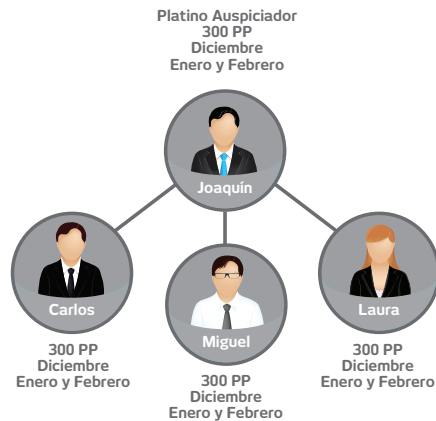 Platino Auspiciador
300 PP
Diciembre
Enero y Febrero
Joaquín
Carlos
300 PP
Diciembre
Enero y Febrero
Miguel
300 PP
Diciembre
Enero y Febrero
Laura
300 PP
Diciembre
Enero y Febrero